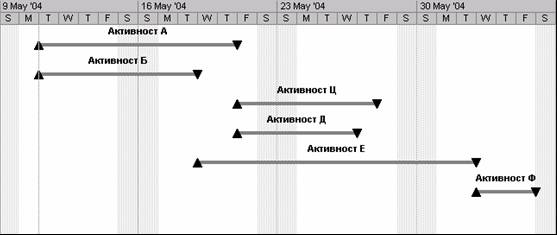 9 May '04 16 May '04 23 May '04 30 May '04
S M T W T F S S M T W T F S S M T W T F S S M T W T F S
Активност А
Активност Б
Активност Ц
Активност Д
Активност Е
Активност Ф